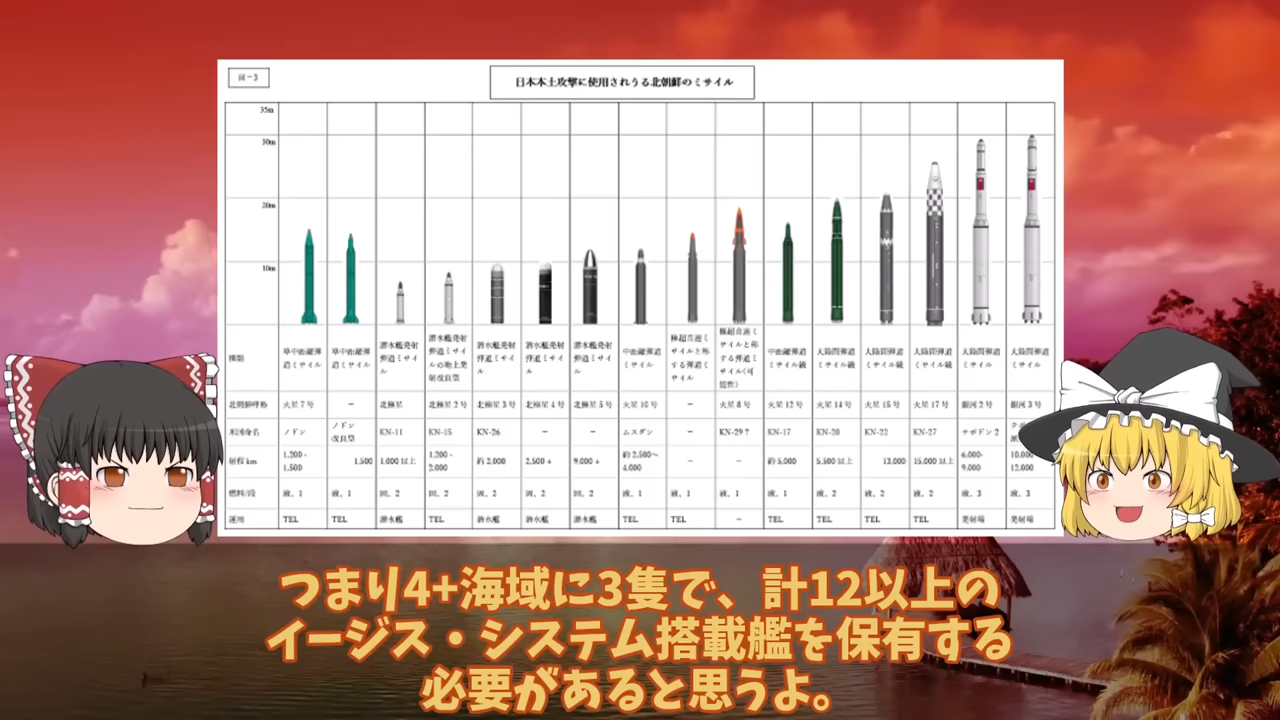 図-3
日本本土攻撃に使用されうる北朝鮮のミサイル
35m
30m
20m
10m
種類 準中距離弾道ミサイル 準中距離弾道ミサイル 潜水艦発射弾道ミサイル 潜水艦発射弾道ミサイルの地上発射改良型 潜水艦発射弾道ミサイル 潜水艦発射弾道ミサイル 潜水艦発射弾道ミサイル 中距離弾道ミサイル 極超音速ミサイルと称する弾道ミサイル 極超音速ミサイルと称する弾道ミサイル(可能性) 中距離弾道ミサイル級 大陸間弾道ミサイル級 大陸間弾道ミサイル級 大陸間弾道ミサイル級 大陸間弾道ミサイル 大陸間弾道ミサイル
北朝鮮呼称 火星7号 － 北極星 北極星2号 北極星3号 北極星4号 北極星5号 火星10号 － 火星8号 火星12号 火星14号 火星15号 火星17号 銀河2号 銀河3号
米国命名 ノドン ノドン改良型 KN-11 KN-15 KN-26 － － ムスダン － KN-29? KN-17 KN-20 KN-22 KN-27 テポドン2
射程km 1,200-1,500 1,500 1,000以上 1,200-2,000 約2,000 2,500+ 9,000+ 約2,500～4,000 － － 約5,000 5,500以上 13,000 15,000以上 6,000-9,000 10,000-12,000
燃料/段 液、1 液、1 固、2 固、2 固、2 固、2 固、2 液、1 液、1 液、1 液、1 液、2 液、2 液、2 液、3 液、3
運用 TEL TEL 潜水艦 TEL 潜水艦 潜水艦 潜水艦 TEL TEL － TEL TEL TEL TEL 発射場 発射場
つまり4+海域に3隻で、計12以上の
イージス・システム搭載艦を保有する
必要があると思うよ。